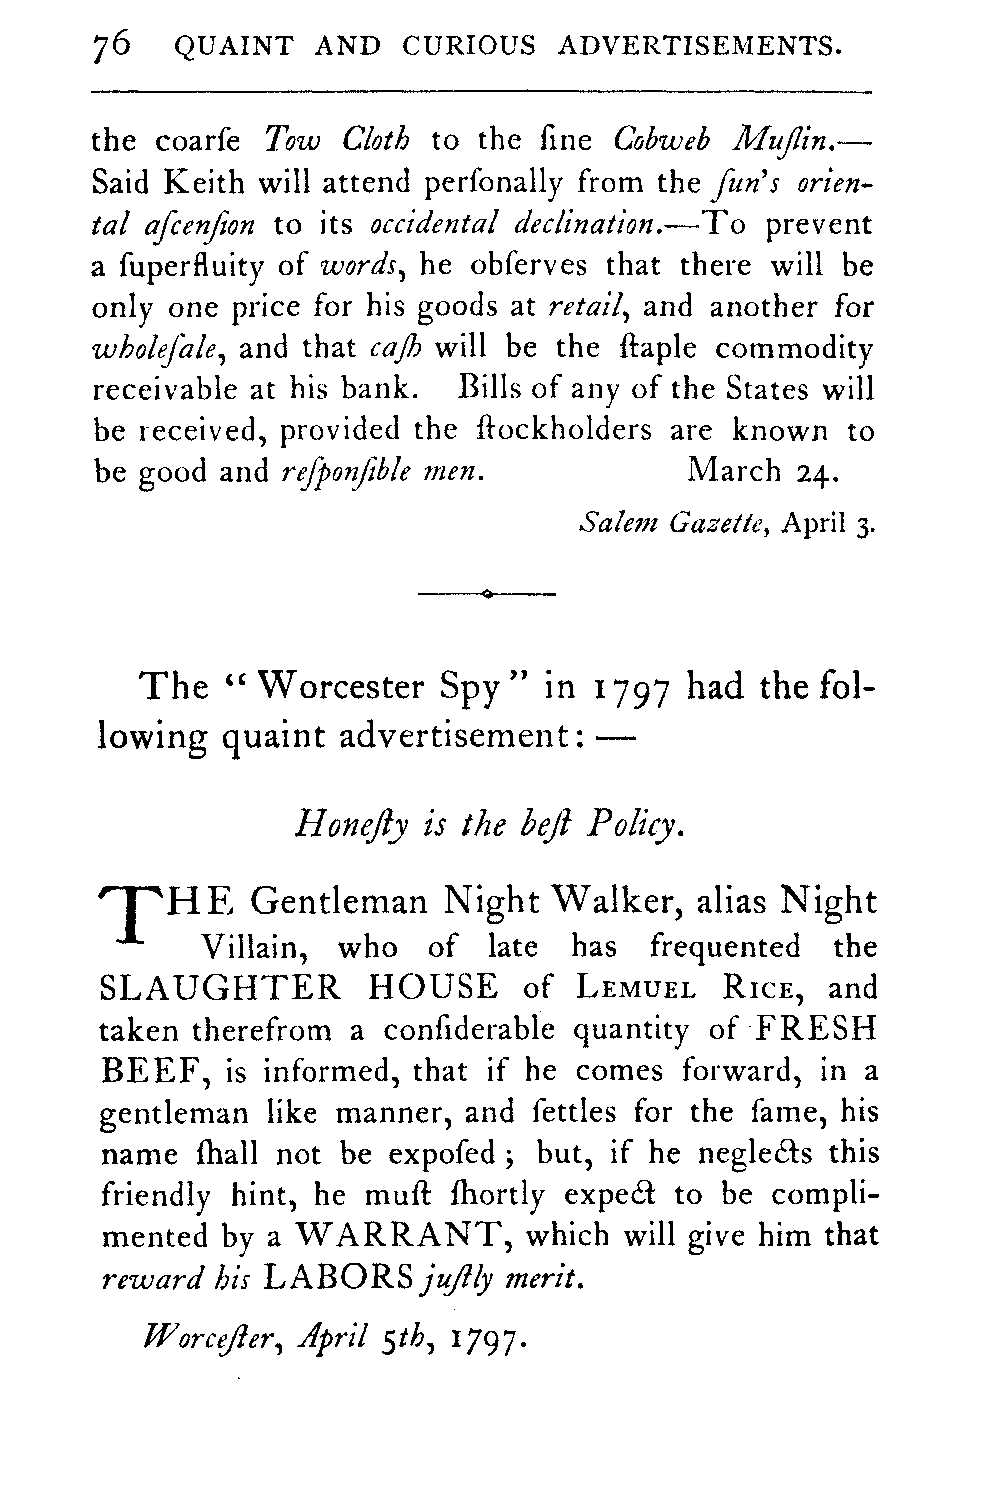 76 QUAINT AND CURIOUS ADVERTISEMENTS.
the coarſe Tow Cloth to the fine Cobweb Muſlin.—
Said Keith will attend perſonally from the ſun's orien-
tal aſcenſion to its occidental declination.—To prevent
a ſuperfluity of words, he obſerves that there will be
only one price for his goods at retail, and another for
wholeſale, and that caſh will be the ſtaple commodity
receivable at his bank. Bills of any of the States will
be received, provided the ſtockholders are known to
be good and reſponſible men. March 24.
Salem Gazette, April 3.
The “Worcester Spy” in 1797 had the fol-
lowing quaint advertisement: —
Honeſty is the beſt Policy.
THE Gentleman Night Walker, alias Night
Villain, who of late has frequented the
SLAUGHTER HOUSE of LEMUEL RICE, and
taken therefrom a conſiderable quantity of FRESH
BEEF, is informed, that if he comes forward, in a
gentleman like manner, and ſettles for the ſame, his
name ſhall not be expoſed; but, if he neglects this
friendly hint, he muſt ſhortly expect to be compli-
mented by a WARRANT, which will give him that
reward his LABORS juſtly merit.
Worceſter, April 5th, 1797.